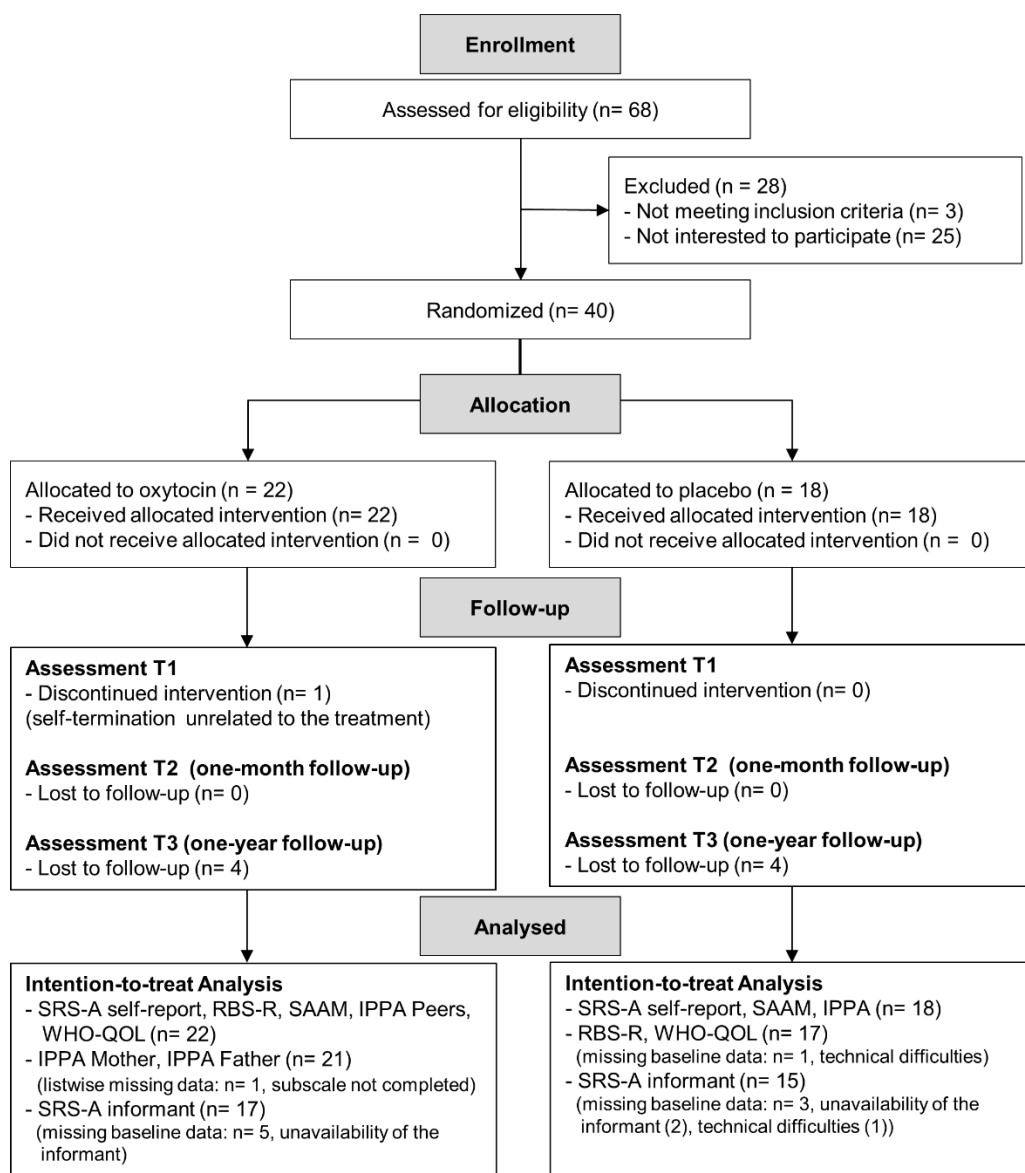 Enrollment
Assessed for eligibility (n= 68)
Excluded (n = 28)
- Not meeting inclusion criteria (n= 3)
- Not interested to participate (n= 25)
Randomized (n= 40)
Allocation
Allocated to oxytocin (n = 22)
- Received allocated intervention (n= 22)
- Did not receive allocated intervention (n =  0)
Allocated to placebo (n = 18)
- Received allocated intervention (n= 18)
- Did not receive allocated intervention (n =  0)
Follow-up
Assessment T1
- Discontinued intervention (n= 1)
(self-termination  unrelated to the treatment)
Assessment T2  (one-month follow-up)
- Lost to follow-up (n= 0)
Assessment T3 (one-year follow-up)
- Lost to follow-up (n= 4)
Assessment T1
- Discontinued intervention (n= 0)
Assessment T2  (one-month follow-up)
- Lost to follow-up (n= 0)
Assessment T3 (one-year follow-up)
- Lost to follow-up (n= 4)
Analysed
Intention-to-treat Analysis
- SRS-A self-report, RBS-R, SAAM, IPPA Peers,
WHO-QOL (n= 22)
- IPPA Mother, IPPA Father (n= 21)
(listwise missing data: n= 1, subscale not completed)
- SRS-A informant (n= 17)
(missing baseline data: n= 5, unavailability of the
informant)
Intention-to-treat Analysis
- SRS-A self-report, SAAM, IPPA (n= 18)
- RBS-R, WHO-QOL (n= 17)
(missing baseline data: n= 1, technical difficulties)
- SRS-A informant (n= 15)
(missing baseline data: n= 3, unavailability of the
informant (2), technical difficulties (1))